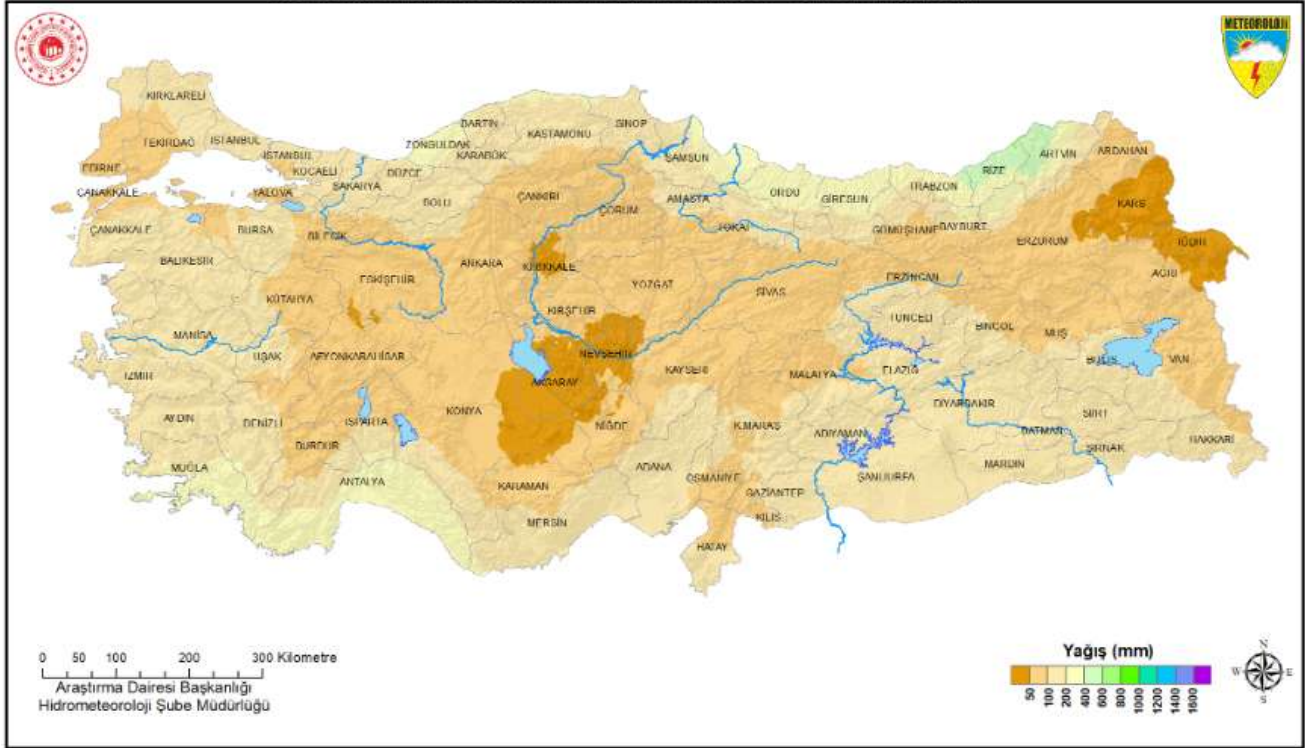 METEOROLOJİ
KIRKLARELİ
BARTIN
SİNOP
KASTAMONU
TEKİRDAĞ
İSTANBUL
ZONGULDAK
KARABÜK
SAMSUN
ARTVİN
ARDAHAN
EDİRNE
İSTANBUL
KOCAELİ
SAKARYA
DÜZCE
RİZE
TRABZON
ÇANAKKALE
YALOVA
BOLU
ÇANKIRI
ÇORUM
AMASYA
ORDU
GİRESUN
KARS
ÇANAKKALE
BURSA
BİLECİK
TOKAT
GÜMÜŞHANE
BAYBURT
ERZURUM
IĞDIR
BALIKESİR
ESKİŞEHİR
ANKARA
KIRIKKALE
YOZGAT
SİVAS
ERZİNCAN
AĞRI
KÜTAHYA
KIRŞEHİR
TUNCELİ
BİNGÖL
MUŞ
MANİSA
UŞAK
AFYONKARAHİSAR
NEVŞEHİR
KAYSERİ
MALATYA
ELAZIĞ
BİTLİS
VAN
İZMİR
AKSARAY
DİYARBAKIR
SİİRT
AYDIN
DENİZLİ
ISPARTA
KONYA
NİĞDE
K.MARAŞ
ADIYAMAN
BATMAN
ŞIRNAK
HAKKARİ
BURDUR
MUĞLA
ANTALYA
KARAMAN
ADANA
OSMANİYE
GAZİANTEP
ŞANLIURFA
MARDİN
MERSİN
KİLİS
HATAY
0 50 100 200 300 Kilometre
Araştırma Dairesi Başkanlığı
Hidrometeoroloji Şube Müdürlüğü
Yağış (mm)
50
100
200
400
600
800
1000
1200
1400
1600
N
W E
S